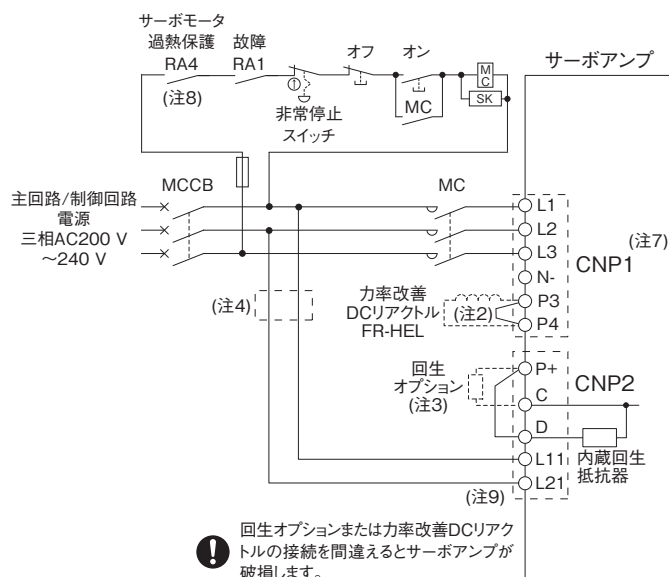 サーボモータ
過熱保護
RA4
(注8)
故障
RA1
非常停止
スイッチ
オフ
オン
MC
MC
SK
サーボアンプ
主回路/制御回路
電源
三相AC200 V
～240 V
MCCB
MC
L1
L2
L3
N-
P3
P4
CNP1
(注7)
(注4)
力率改善
DCリアクトル
FR-HEL
(注2)
回生
オプション
(注3)
P+
C
D
L11
L21
CNP2
内蔵回生
抵抗器
(注9)
回生オプションまたは力率改善DCリアク
トルの接続を間違えるとサーボアンプが
破損します。